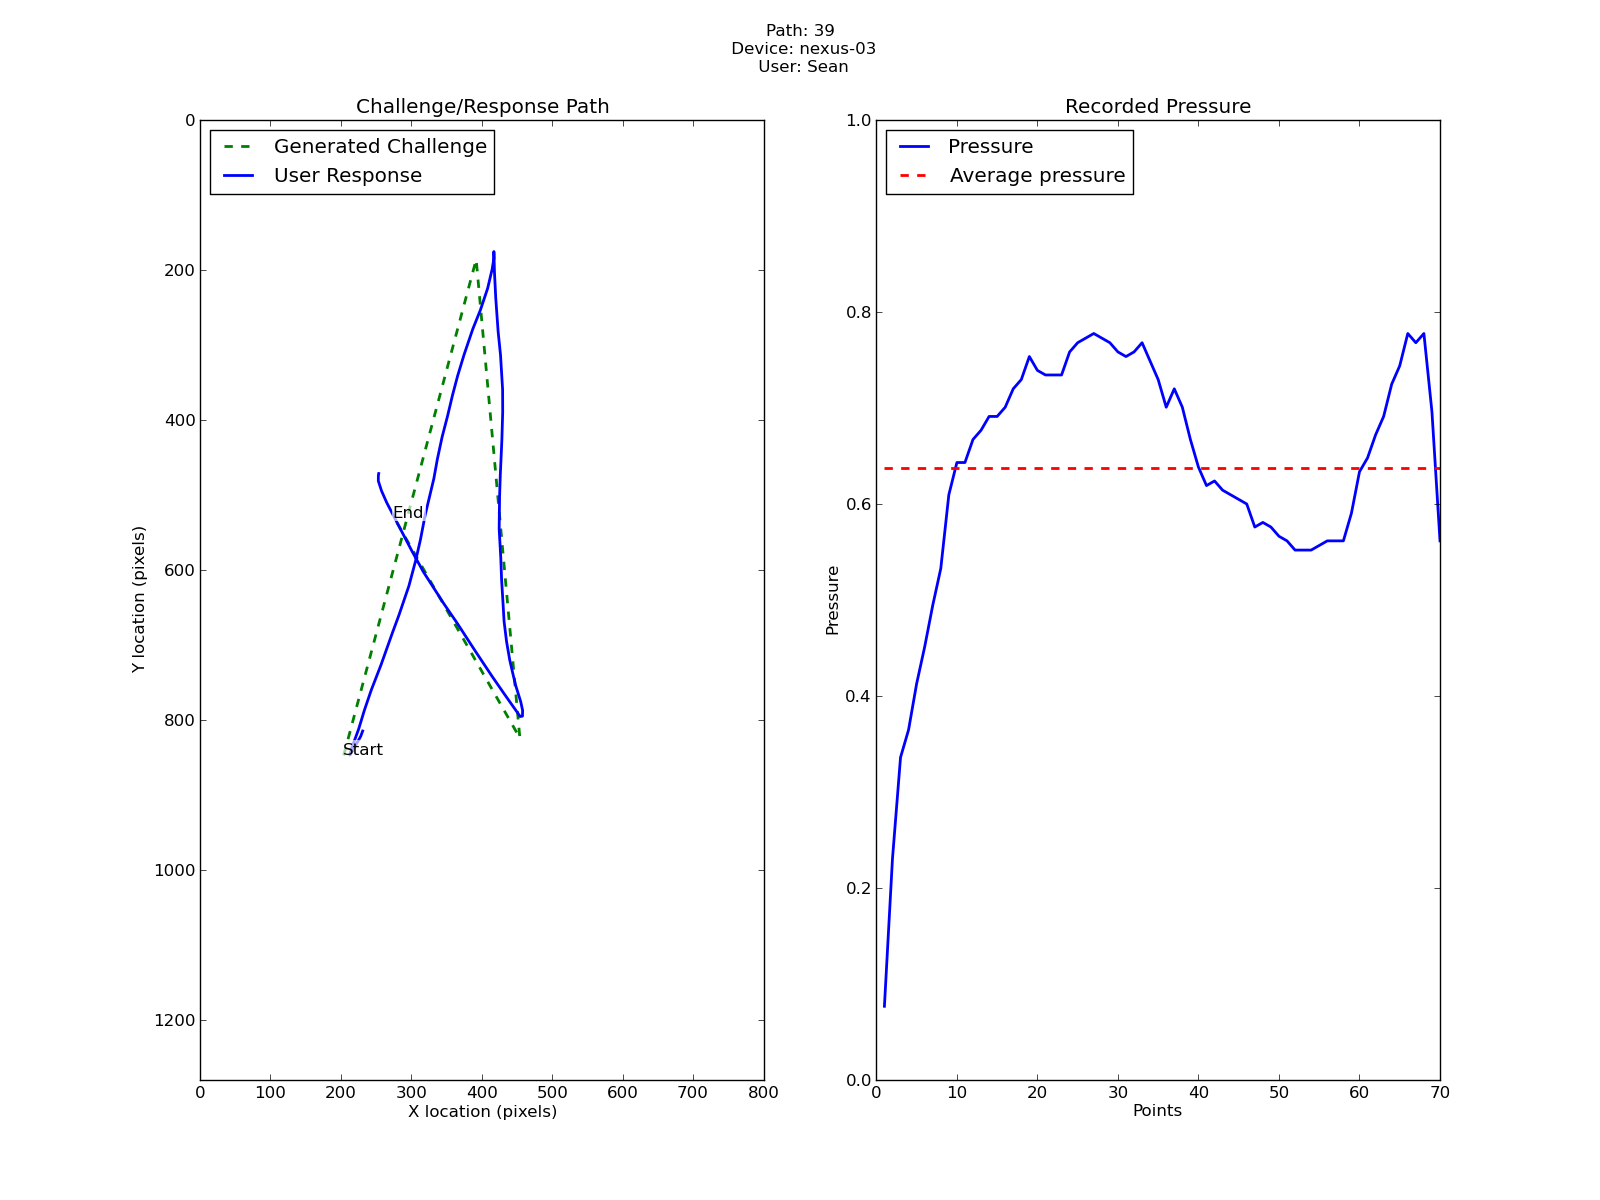 Path: 39
Device: nexus-03
User: Sean
Challenge/Response Path
Generated Challenge
User Response
0
200
400
600
800
1000
1200
Y location (pixels)
End
Start
0 100 200 300 400 500 600 700 800
X location (pixels)
Recorded Pressure
Pressure
Average pressure
1.0
0.8
0.6
0.4
0.2
0.0
Pressure
0 10 20 30 40 50 60 70
Points